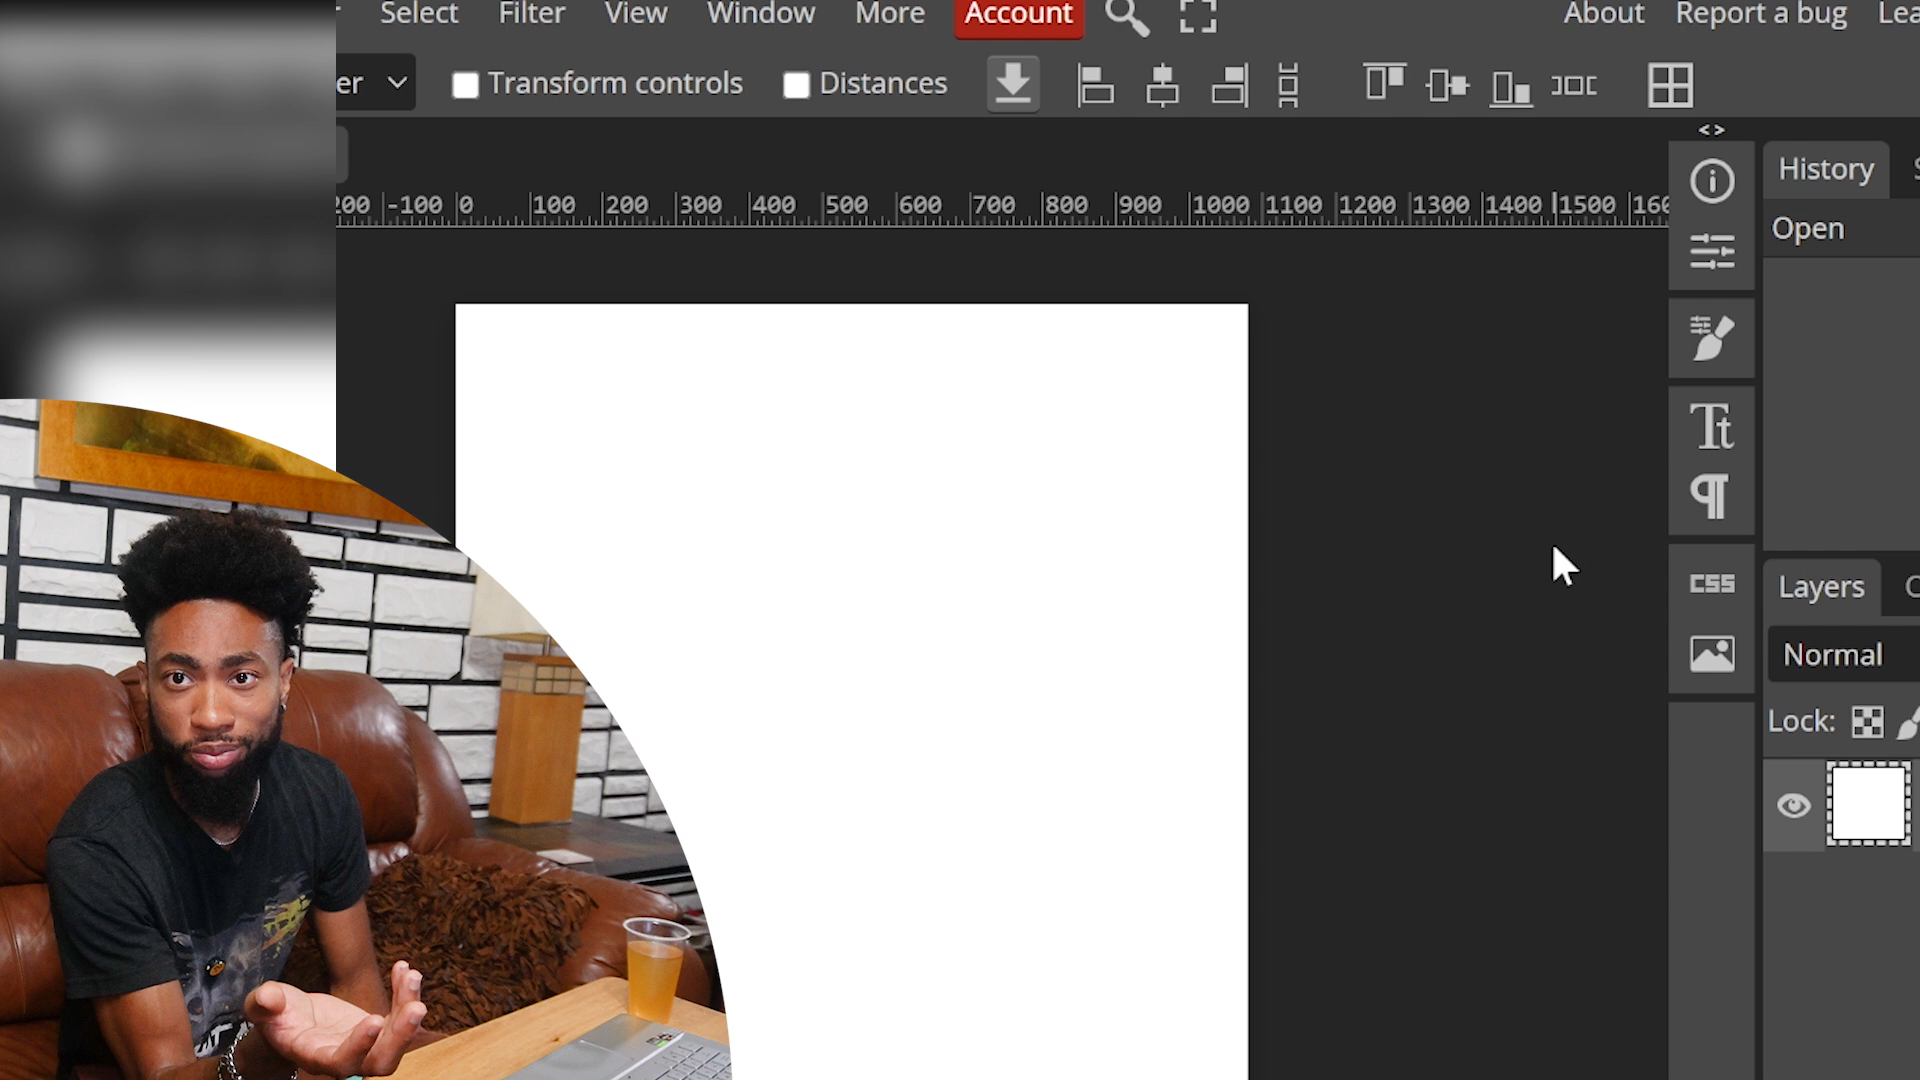 Select Filter View Window More Account About Report a bug
Transform controls Distances
-100 0 100 200 300 400 500 600 700 800 900 1000 1100 1200 1300 1400 1500
History
Open
CSS
Layers
Normal
Lock: